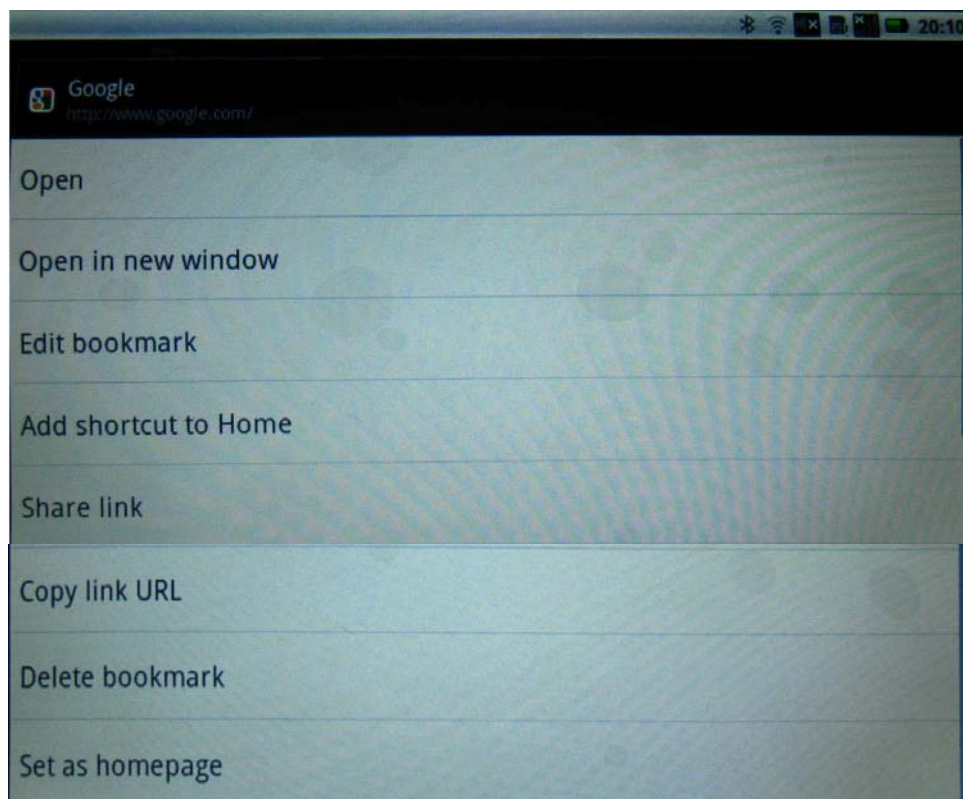 20:10
Google
http://www.google.com/
Open
Open in new window
Edit bookmark
Add shortcut to Home
Share link
Copy link URL
Delete bookmark
Set as homepage